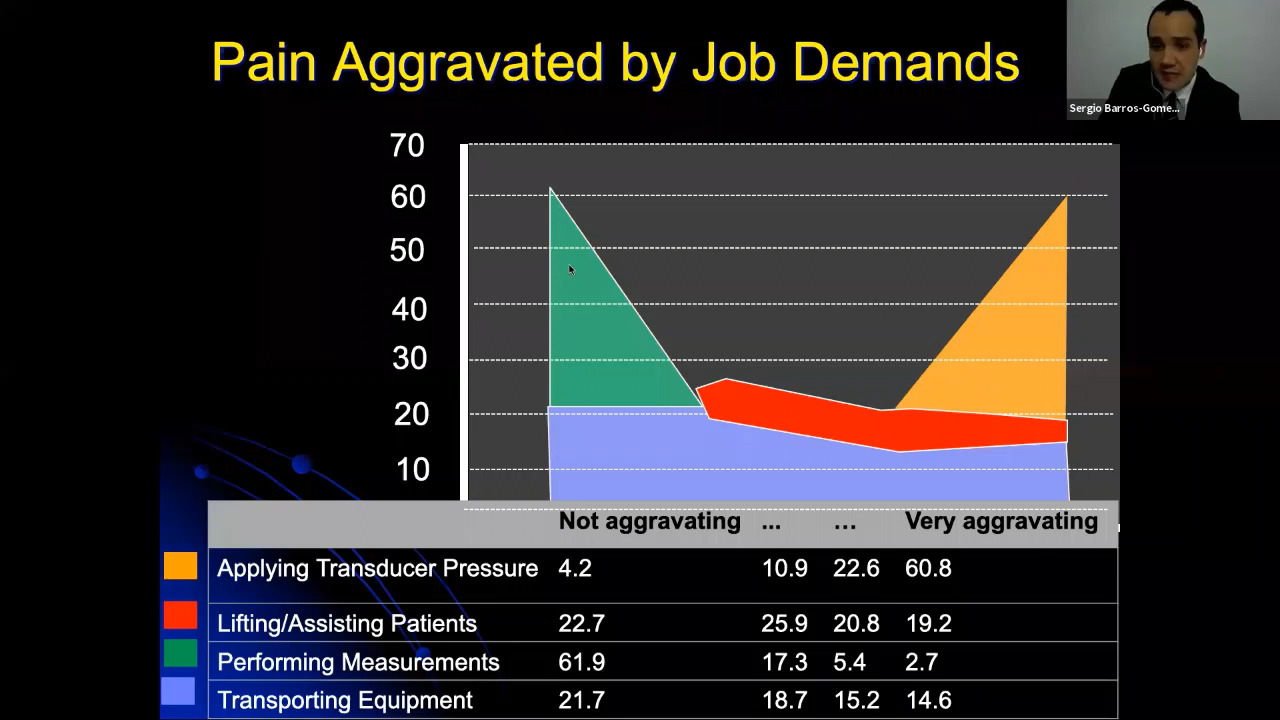 Pain Aggravated by Job Demands
Sergio Barros-Gome...
70
60
50
40
30
20
10
Not aggravating ... ... Very aggravating
Applying Transducer Pressure 4.2 10.9 22.6 60.8
Lifting/Assisting Patients 22.7 25.9 20.8 19.2
Performing Measurements 61.9 17.3 5.4 2.7
Transporting Equipment 21.7 18.7 15.2 14.6